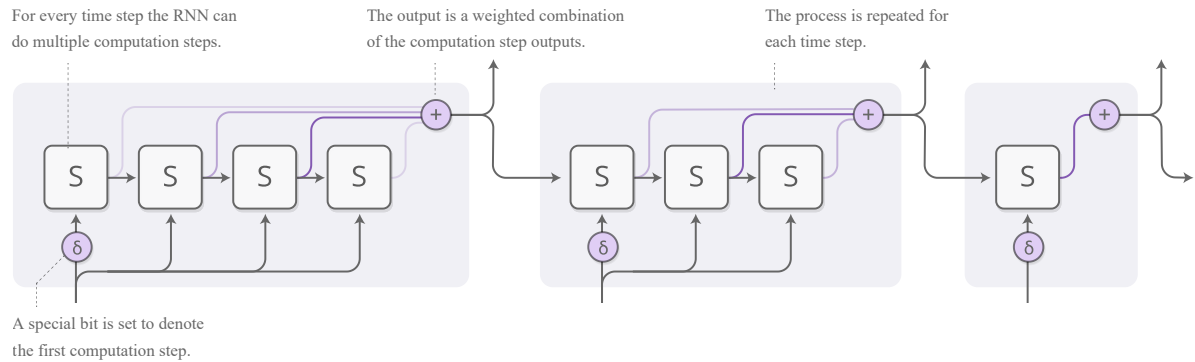 For every time step the RNN can
do multiple computation steps.
The output is a weighted combination
of the computation step outputs.
The process is repeated for
each time step.
+
+
+
S
S
S
S
S
S
S
S
δ
δ
δ
A special bit is set to denote
the first computation step.